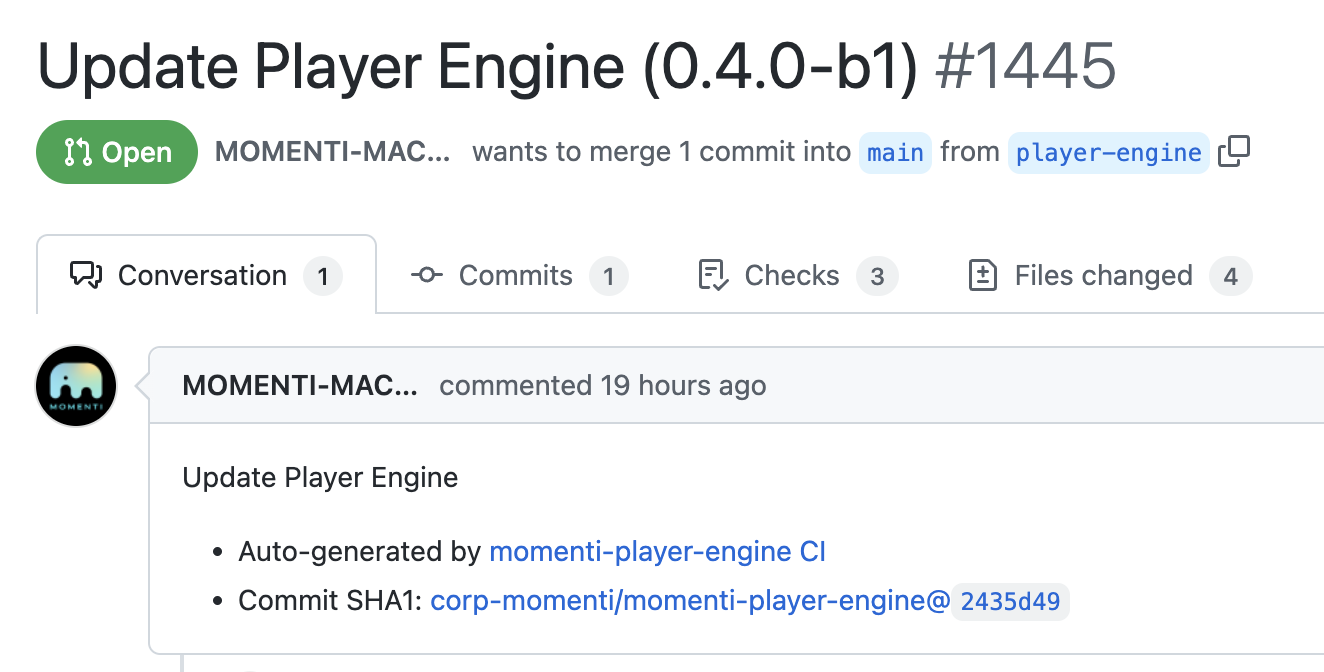 Update Player Engine (0.4.0-b1) #1445
Open MOMENTI-MAC... wants to merge 1 commit into main from player-engine
Conversation 1 Commits 1 Checks 3 Files changed 4
MOMENTI
MOMENTI-MAC... commented 19 hours ago
Update Player Engine
• Auto-generated by momenti-player-engine CI
• Commit SHA1: corp-momenti/momenti-player-engine@2435d49